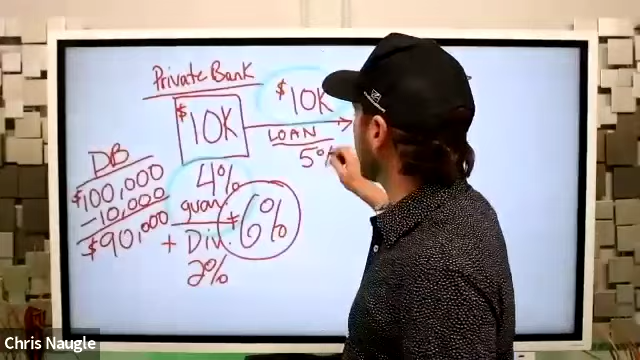 Private Bank
$10K
$10K
LOAN
5%
DB
$100,000
-10,000
$90,000
4%
guar
+ Div.
2%
6%
Chris Naugle